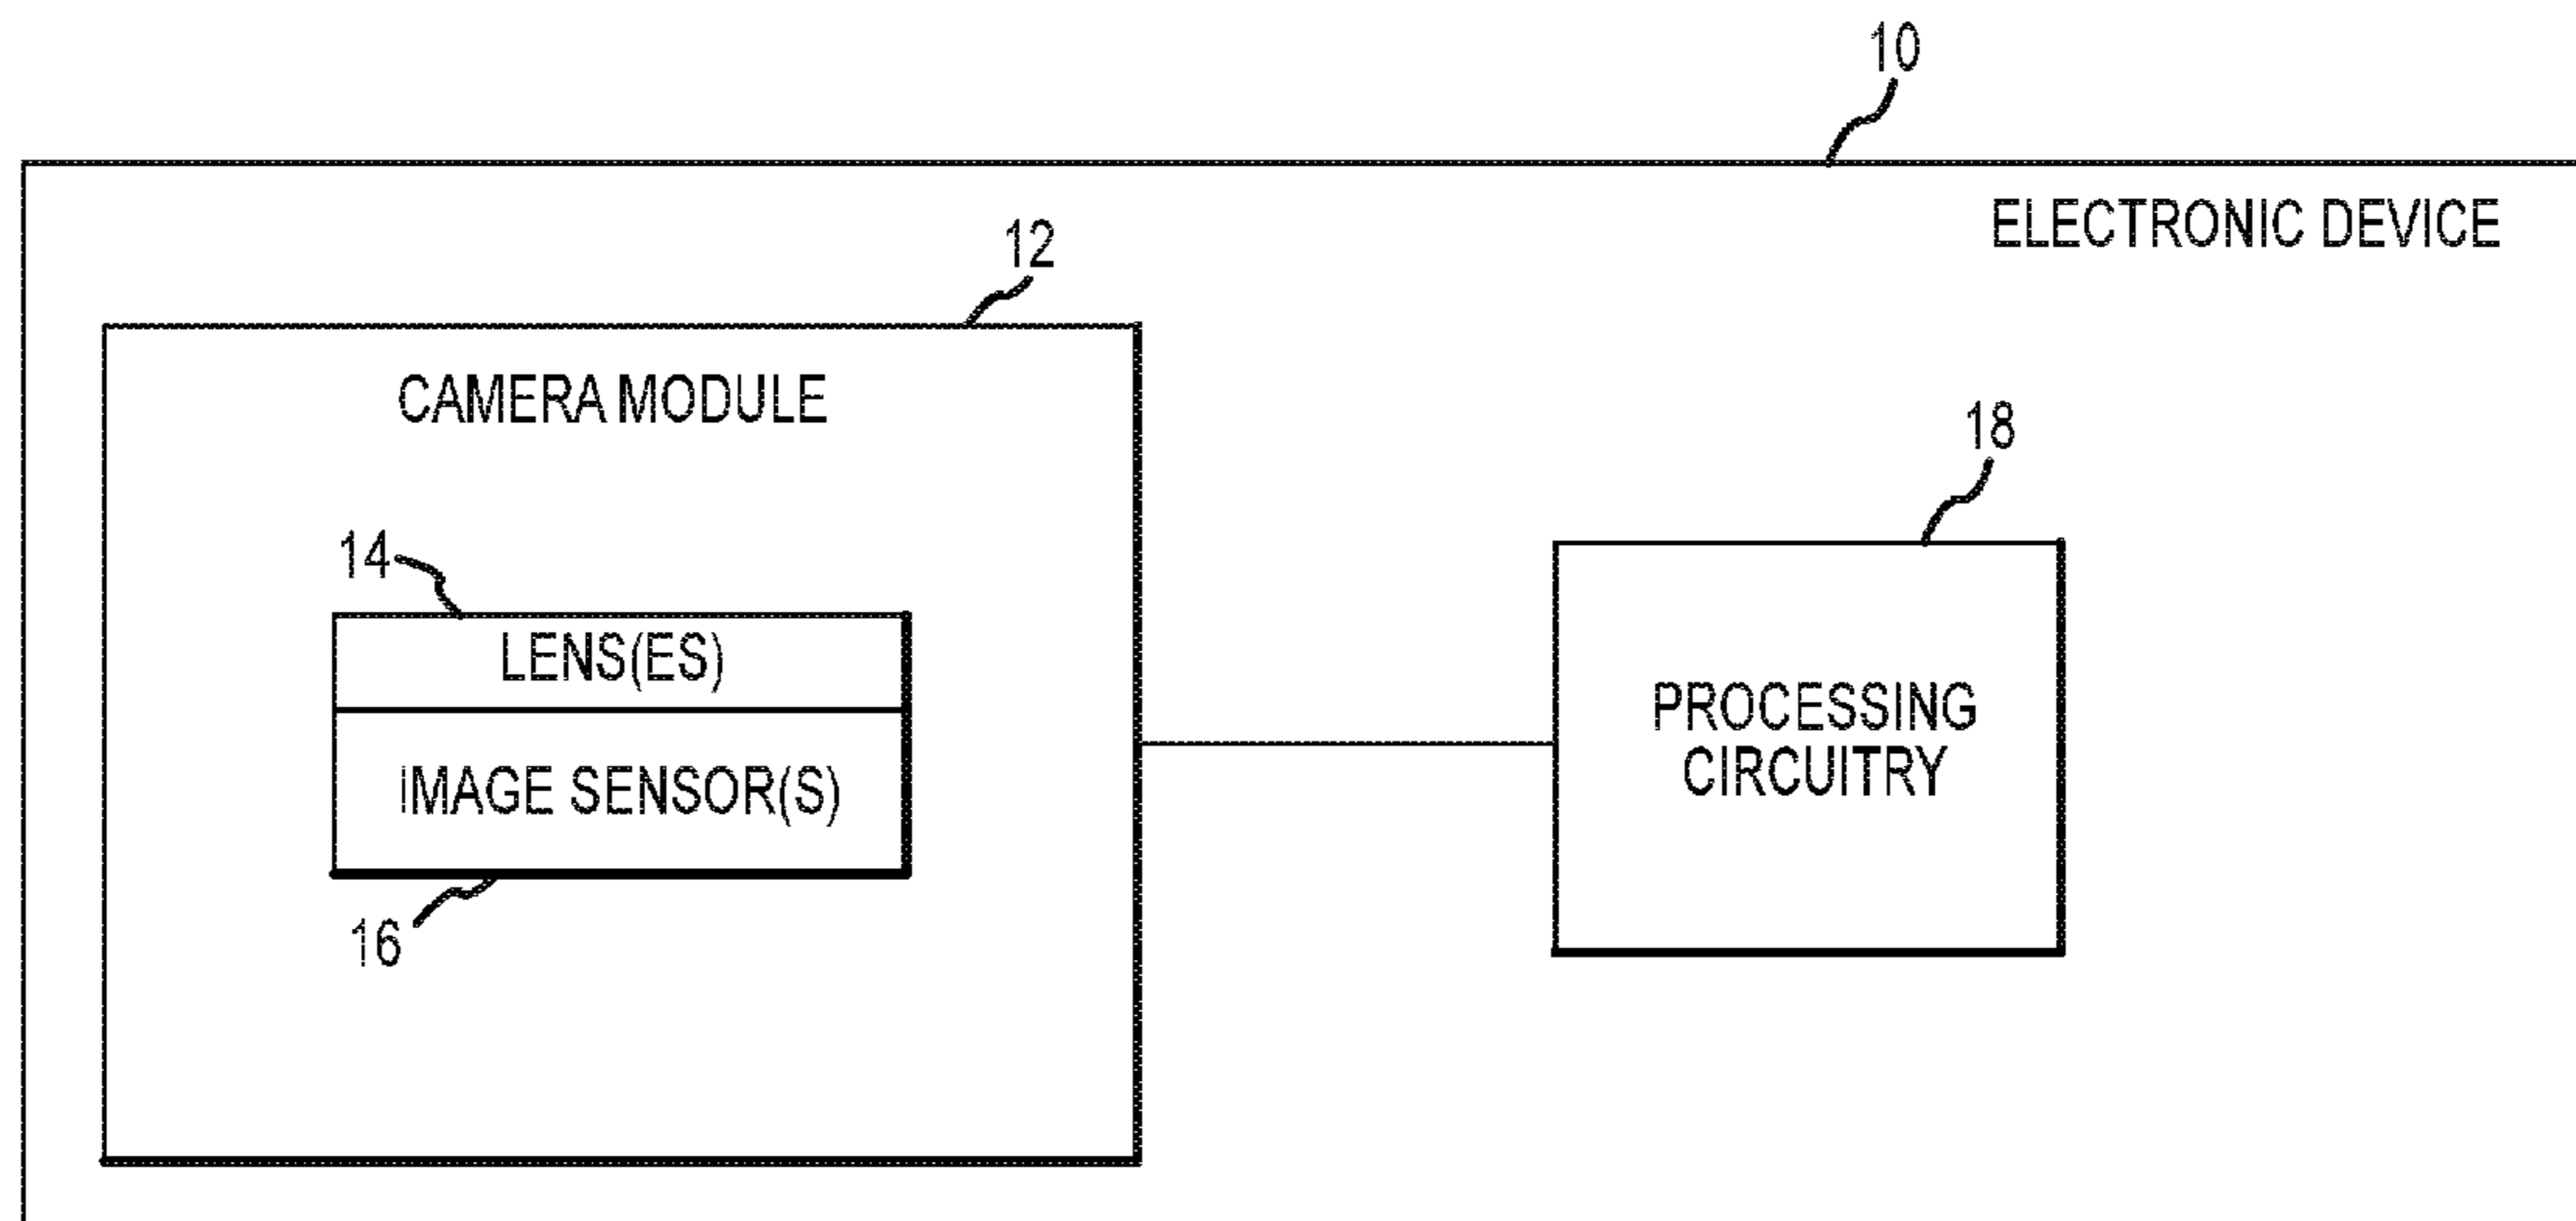 10
ELECTRONIC DEVICE
12
CAMERA MODULE
18
14
LENS(ES)
PROCESSING
CIRCUITRY
IMAGE SENSOR(S)
16